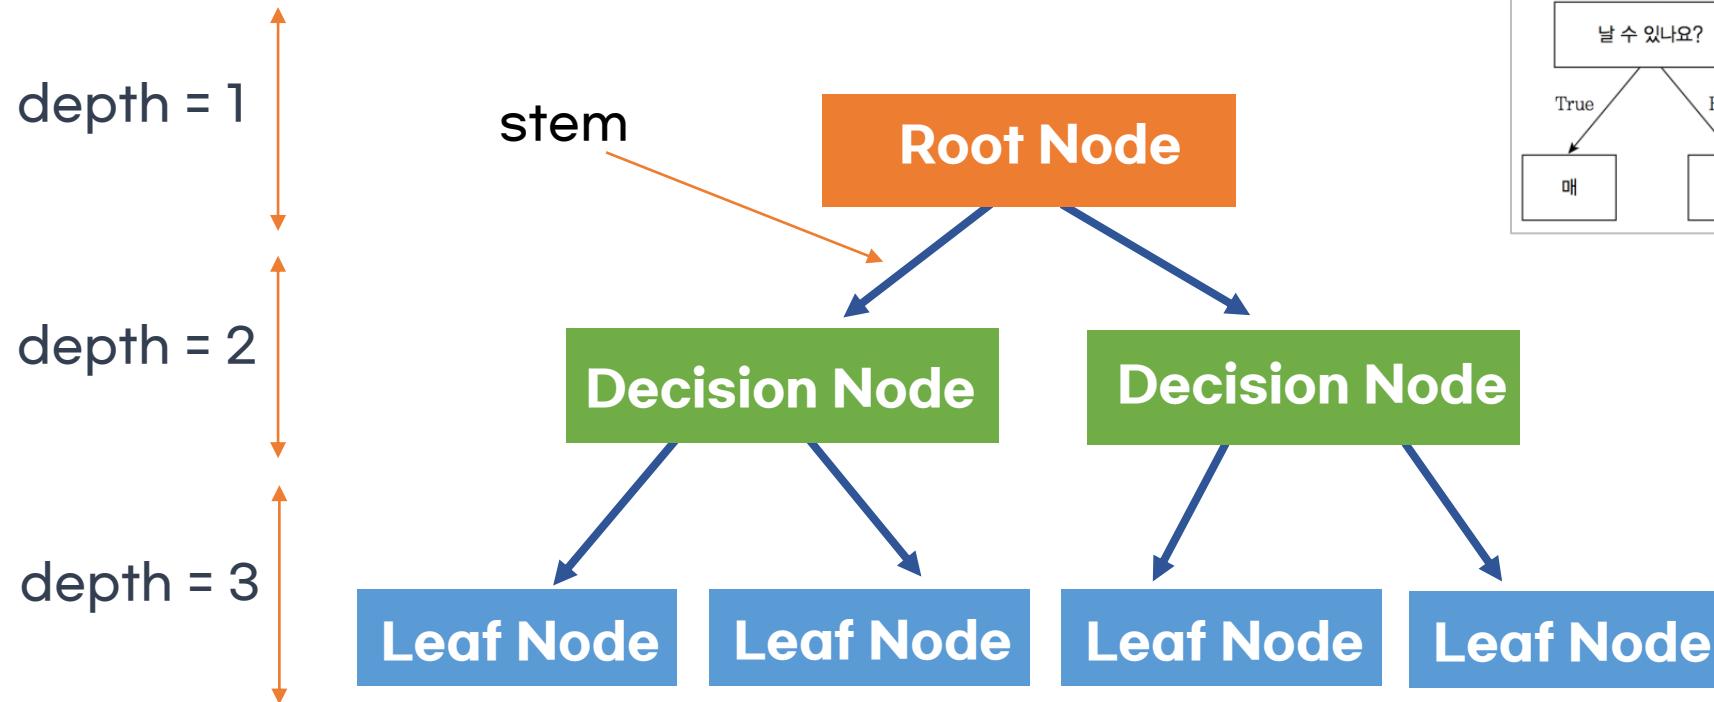 depth = 1
stem
Root Node
날 수 있나요?
True
매
depth = 2
Decision Node
Decision Node
depth = 3
Leaf Node
Leaf Node
Leaf Node
Leaf Node